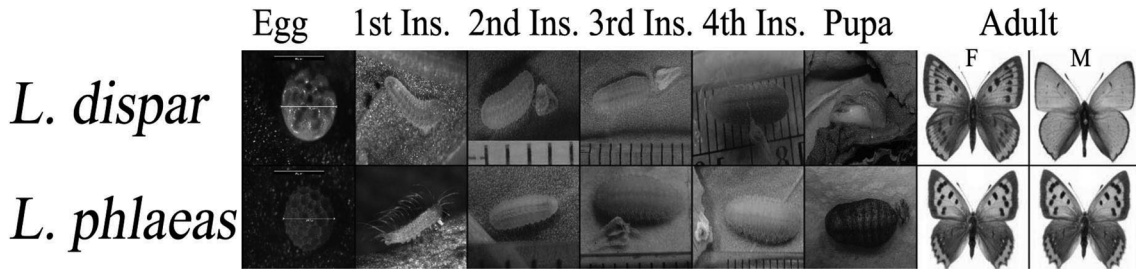 Egg 1st Ins. 2nd Ins. 3rd Ins. 4th Ins. Pupa Adult
F M
L. dispar
L. phlaeas